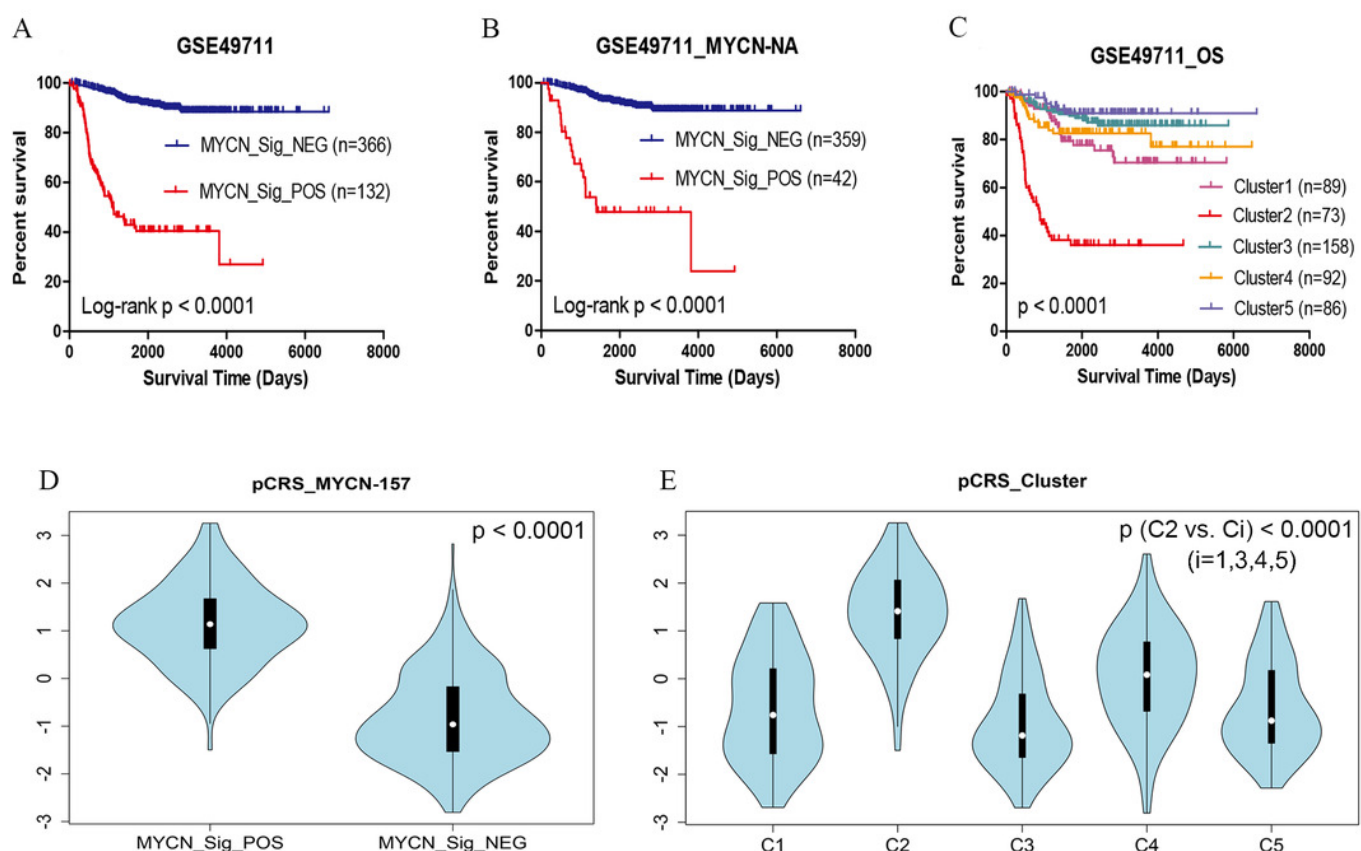 A
GSE49711
Percent survival
100
80
60
40
20
0
MYCN_Sig_NEG (n=366)
MYCN_Sig_POS (n=132)
Log-rank p < 0.0001
0 2000 4000 6000 8000
Survival Time (Days)
B
GSE49711_MYCN-NA
Percent survival
100
80
60
40
20
0
MYCN_Sig_NEG (n=359)
MYCN_Sig_POS (n=42)
Log-rank p < 0.0001
0 2000 4000 6000 8000
Survival Time (Days)
C
GSE49711_OS
Percent survival
100
80
60
40
20
0
Cluster1 (n=89)
Cluster2 (n=73)
Cluster3 (n=158)
Cluster4 (n=92)
Cluster5 (n=86)
p < 0.0001
0 2000 4000 6000 8000
Survival Time (Days)
D
pCRS_MYCN-157
p < 0.0001
3
2
1
0
-1
-2
-3
MYCN_Sig_POS MYCN_Sig_NEG
E
pCRS_Cluster
p (C2 vs. Ci) < 0.0001
(i=1,3,4,5)
3
2
1
0
-1
-2
-3
C1 C2 C3 C4 C5